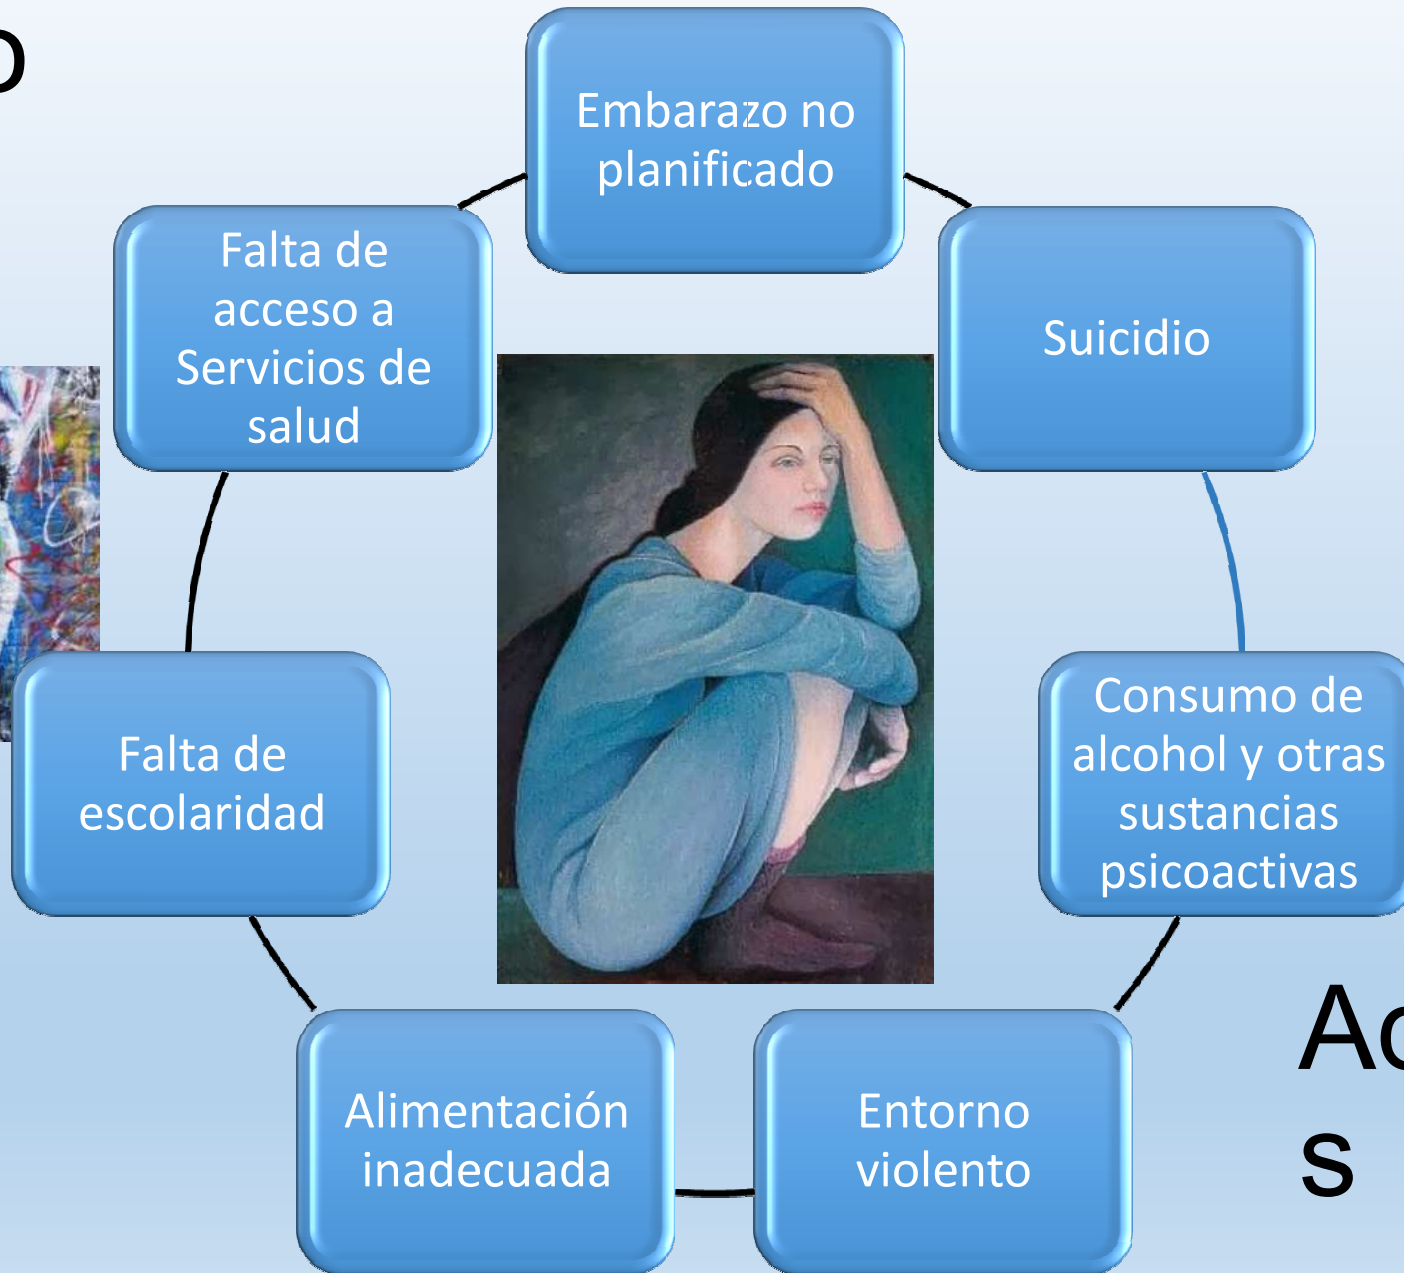 o
Embarazo no
planificado
Suicidio
Consumo de
alcohol y otras
sustancias
psicoactivas
Entorno
violento
Alimentación
inadecuada
Falta de
escolaridad
Falta de
acceso a
Servicios de
salud
s